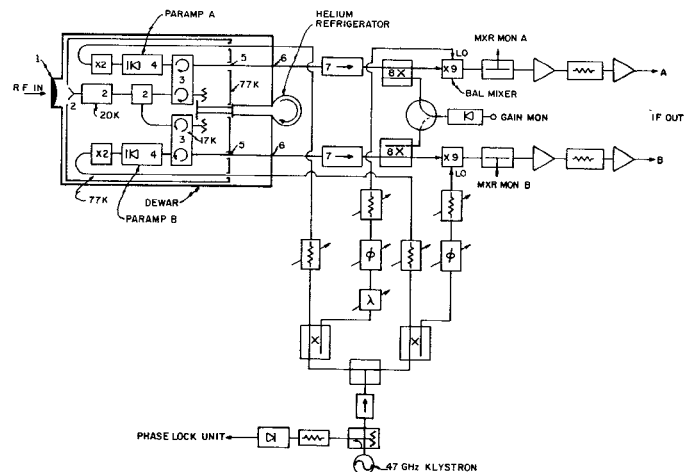 PARAMP A
HELIUM
REFRIGERATOR
MXR MON A
1
X2
4
3
5
6
77K
7
8X
LO
X9
A
BAL MIXER
RF IN
2
2
2
20K
GAIN MON
IF OUT
17K
3
X2
4
5
6
7
8X
X9
B
LO
MXR MON B
77K
DEWAR
PARAMP B
Φ
Φ
λ
X
X
PHASE LOCK UNIT
47 GHz KLYSTRON